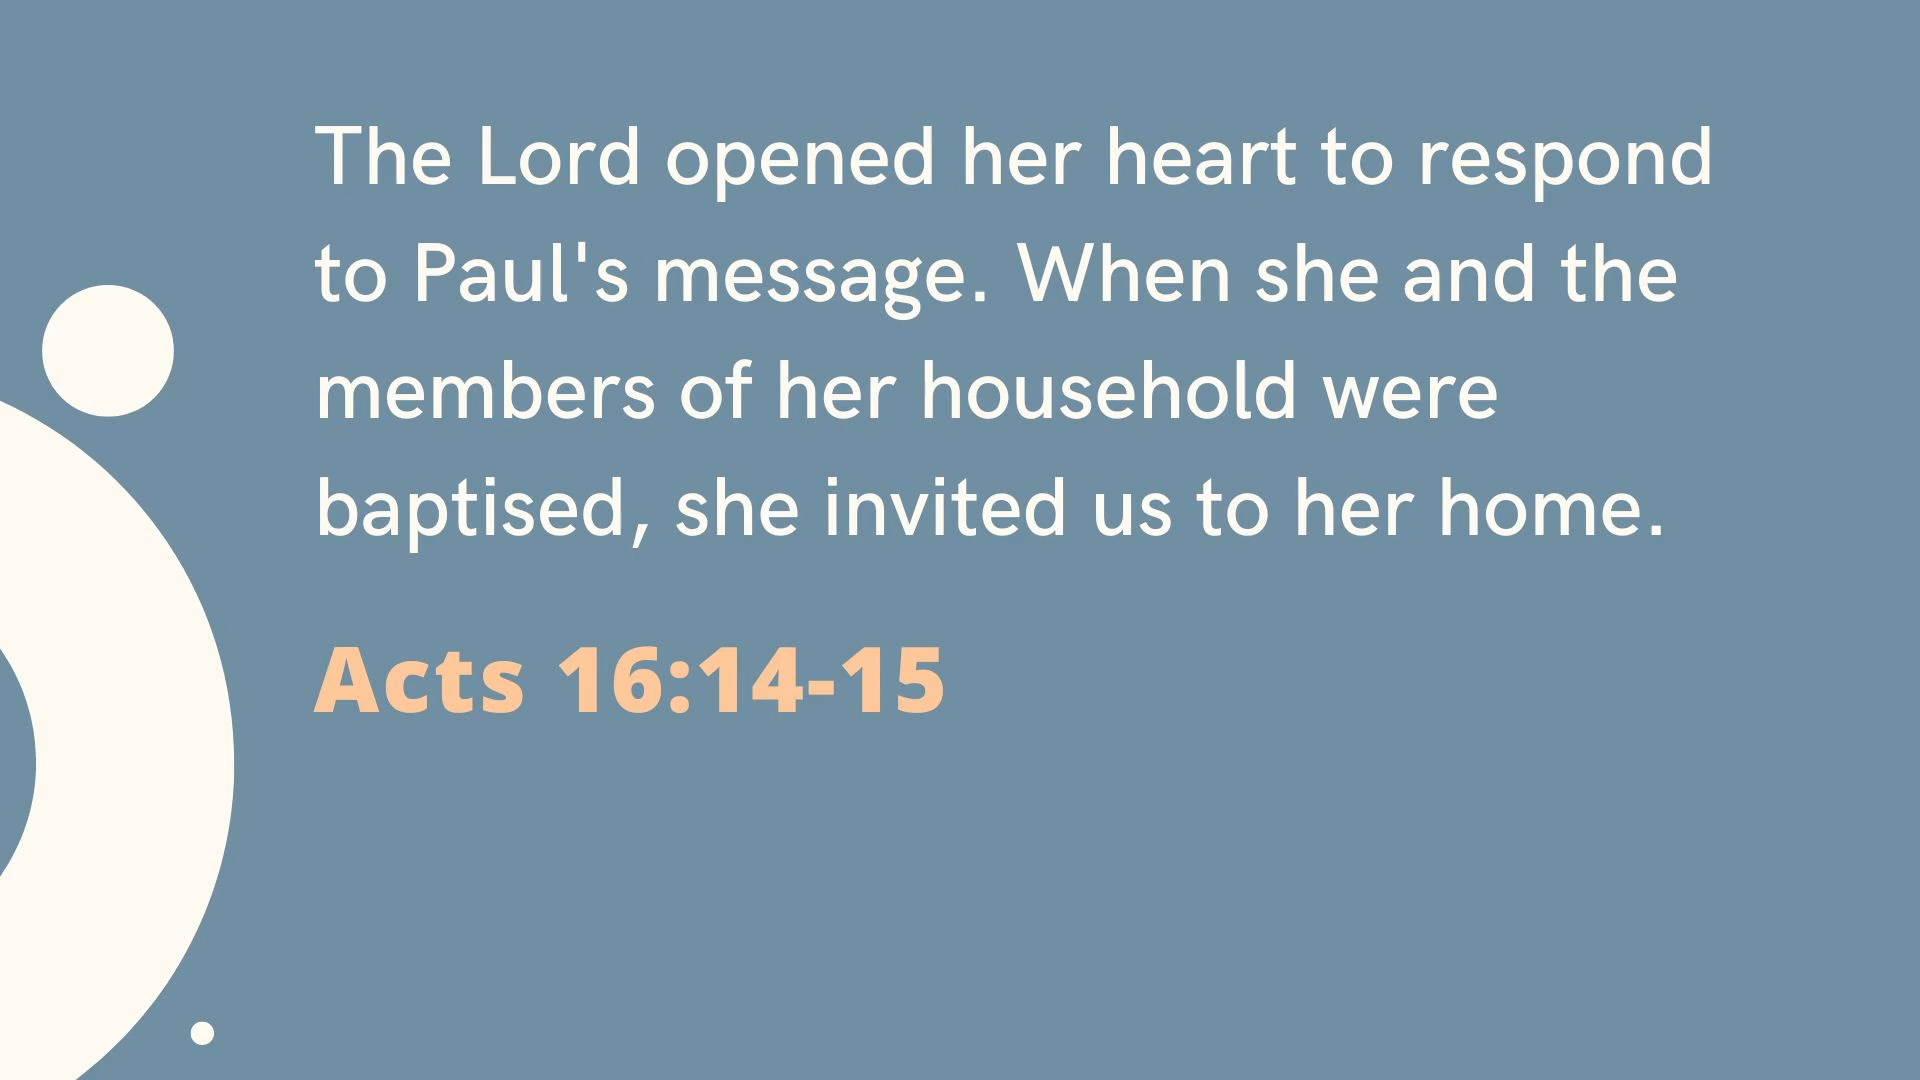 The Lord opened her heart to respond
to Paul's message. When she and the
members of her household were
baptised, she invited us to her home.
Acts 16:14-15